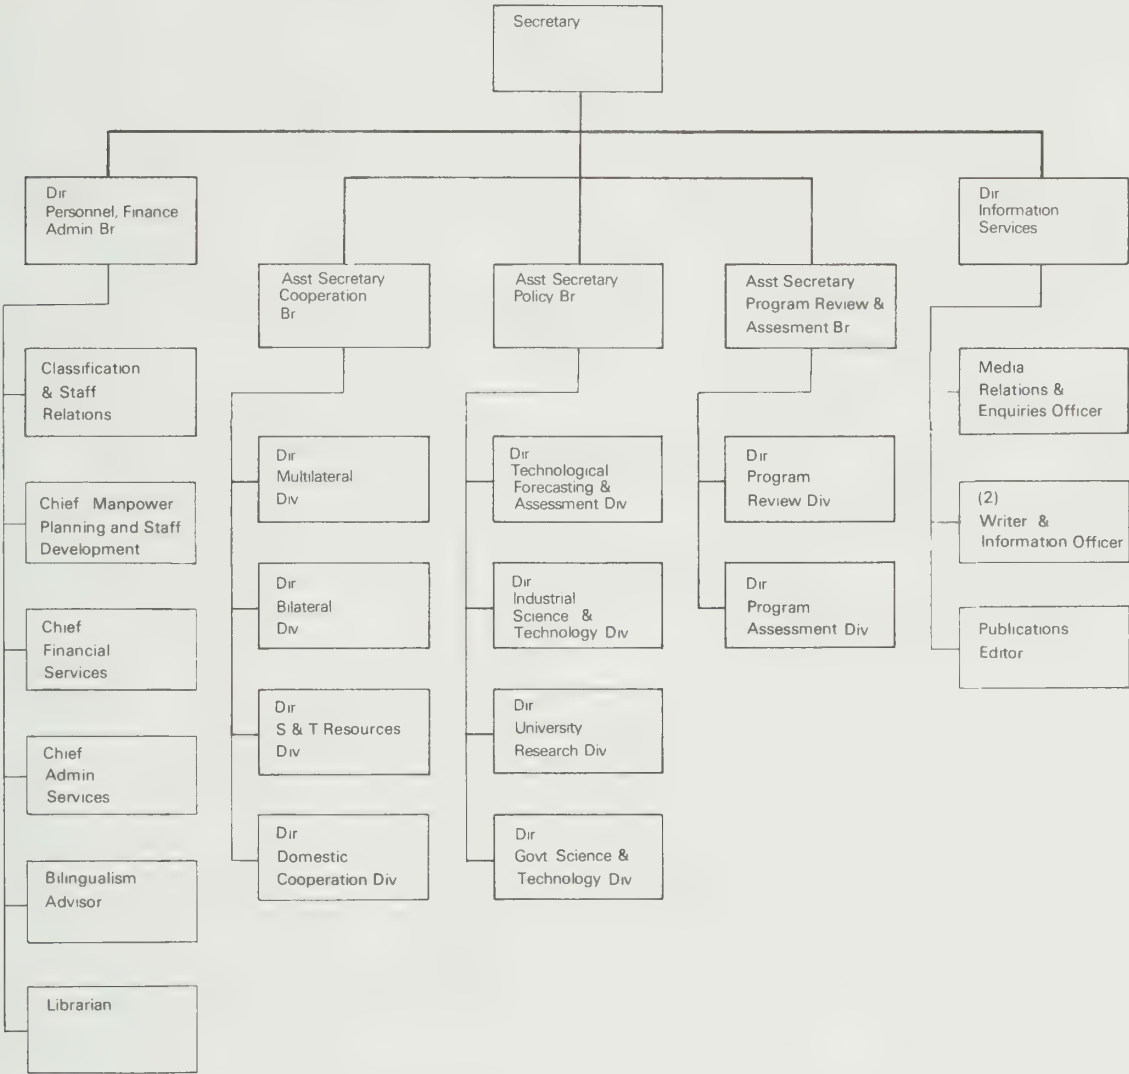 Secretary
Dir
Personnel, Finance
Admin Br
Dir
Information
Services
Asst Secretary
Cooperation
Br
Asst Secretary
Policy Br
Asst Secretary
Program Review &
Assesment Br
Classification
& Staff
Relations
Chief Manpower
Planning and Staff
Development
Chief
Financial
Services
Chief
Admin
Services
Bilingualism
Advisor
Librarian
Dir
Multilateral
Div
Dir
Bilateral
Div
Dir
S & T Resources
Div
Dir
Domestic
Cooperation Div
Dir
Technological
Forecasting &
Assessment Div
Dir
Industrial
Science &
Technology Div
Dir
University
Research Div
Dir
Govt Science &
Technology Div
Dir
Program
Review Div
Dir
Program
Assessment Div
Media
Relations &
Enquiries Officer
(2)
Writer &
Information Officer
Publications
Editor